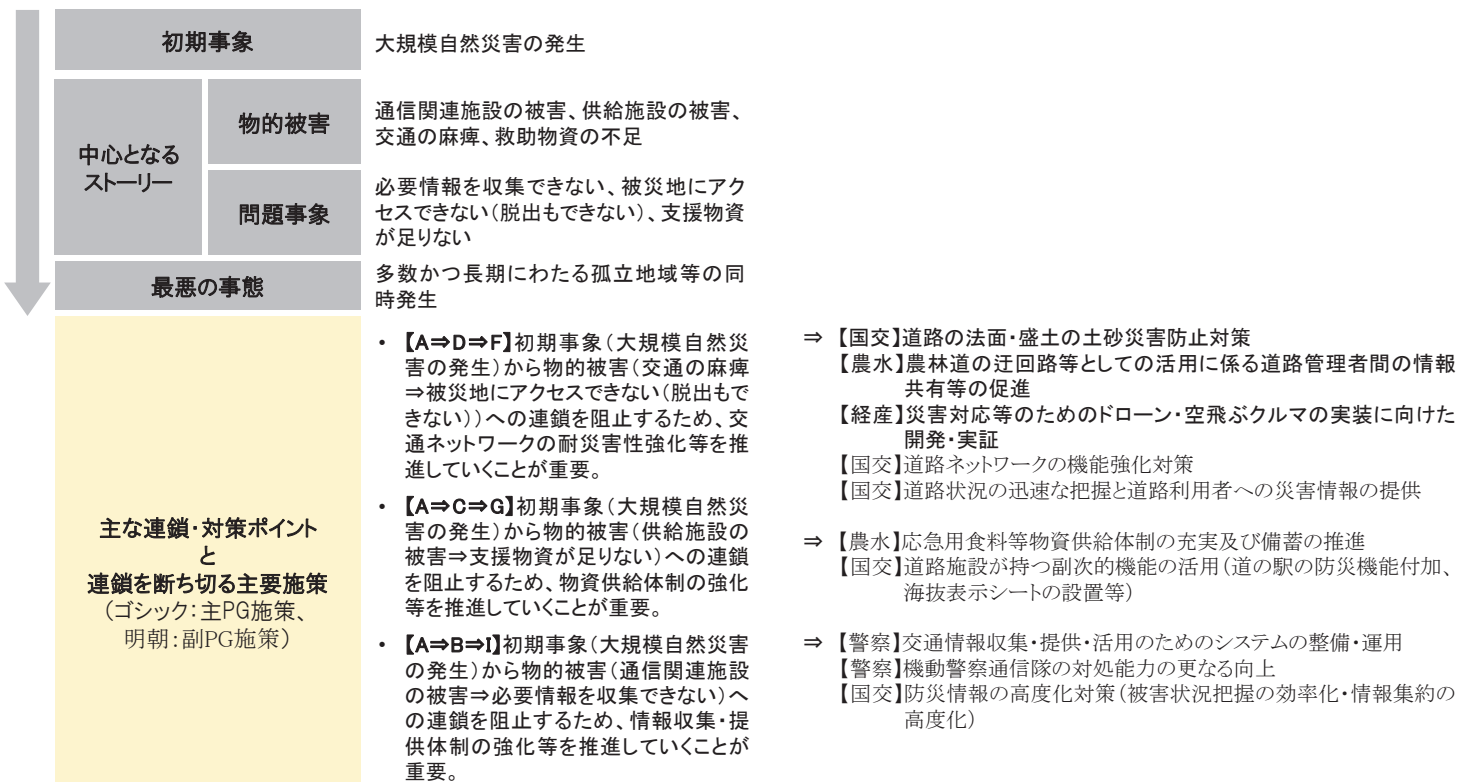 初期事象
大規模自然災害の発生
中心となる
ストーリー
物的被害
通信関連施設の被害、供給施設の被害、
交通の麻痺、救助物資の不足
問題事象
必要情報を収集できない、被災地にアク
セスできない(脱出もできない)、支援物資
が足りない
最悪の事態
多数かつ長期にわたる孤立地域等の同
時発生
主な連鎖・対策ポイント
と
連鎖を断ち切る主要施策
(ゴシック:主PG施策、
明朝:副PG施策)
・ 【A⇒D⇒F】初期事象(大規模自然災
害の発生)から物的被害(交通の麻痺
⇒被災地にアクセスできない(脱出もで
きない))への連鎖を阻止するため、交
通ネットワークの耐災害性強化等を推
進していくことが重要。
⇒ 【国交】道路の法面・盛土の土砂災害防止対策
【農水】農林道の迂回路等としての活用に係る道路管理者間の情報
共有等の促進
【経産】災害対応等のためのドローン・空飛ぶクルマの実装に向けた
開発・実証
【国交】道路ネットワークの機能強化対策
【国交】道路状況の迅速な把握と道路利用者への災害情報の提供
・ 【A⇒C⇒G】初期事象(大規模自然災
害の発生)から物的被害(供給施設の
被害⇒支援物資が足りない)への連鎖
を阻止するため、物資供給体制の強化
等を推進していくことが重要。
⇒ 【農水】応急用食料等物資供給体制の充実及び備蓄の推進
【国交】道路施設が持つ副次的機能の活用(道の駅の防災機能付加、
海抜表示シートの設置等)
・ 【A⇒B⇒I】初期事象(大規模自然災害
の発生)から物的被害(通信関連施設
の被害⇒必要情報を収集できない)へ
の連鎖を阻止するため、情報収集・提
供体制の強化等を推進していくことが
重要。
⇒ 【警察】交通情報収集・提供・活用のためのシステムの整備・運用
【警察】機動警察通信隊の対処能力の更なる向上
【国交】防災情報の高度化対策(被害状況把握の効率化・情報集約の
高度化)